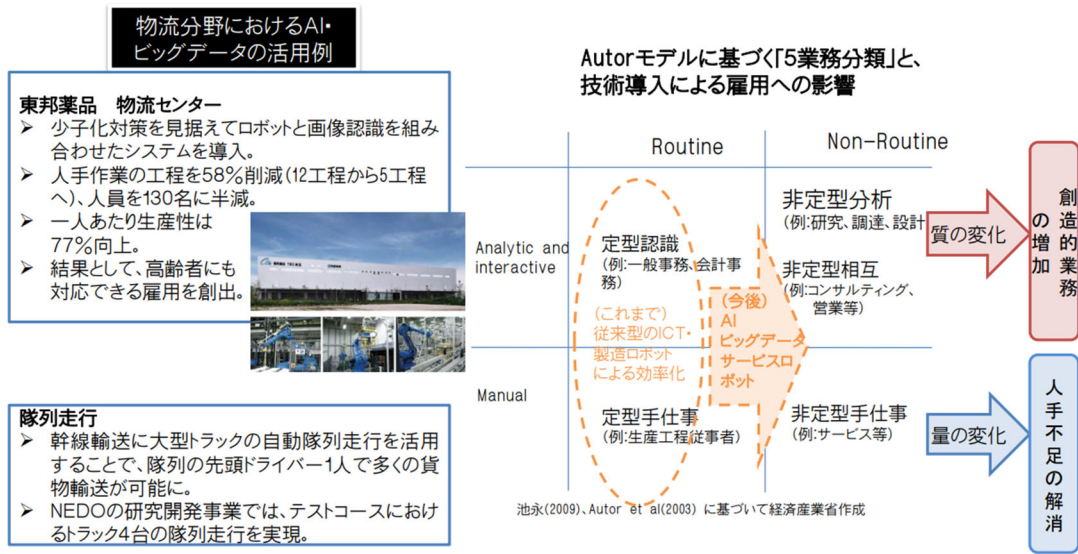 物流分野におけるAI・
ビッグデータの活用例
東邦薬品　物流センター
➢ 少子化対策を見据えてロボットと画像認識を組み
合わせたシステムを導入。
➢ 人手作業の工程を58%削減(12工程から5工程
へ)、人員を130名に半減。
➢ 一人あたり生産性は
77%向上。
➢ 結果として、高齢者にも
対応できる雇用を創出。
隊列走行
➢ 幹線輸送に大型トラックの自動隊列走行を活用
することで、隊列の先頭ドライバー1人で多くの貨
物輸送が可能に。
➢ NEDOの研究開発事業では、テストコースにおけ
るトラック4台の隊列走行を実現。
Autorモデルに基づく「5業務分類」と、
技術導入による雇用への影響
Routine
Non-Routine
Analytic and
interactive
定型認識
(例:一般事務、会計事
務)
(これまで)
従来型のICT・
製造ロボット
による効率化
(今後)
AI
ビッグデータ
サービスロ
ボット
非定型分析
(例:研究、調達、設計
非定型相互
(例:コンサルティング、
営業等)
Manual
定型手仕事
(例:生産工程従事者)
非定型手仕事
(例:サービス等)
質の変化
創造的業務
の増加
量の変化
人手不足の解消
池永(2009)、Autor et al(2003) に基づいて経済産業省作成